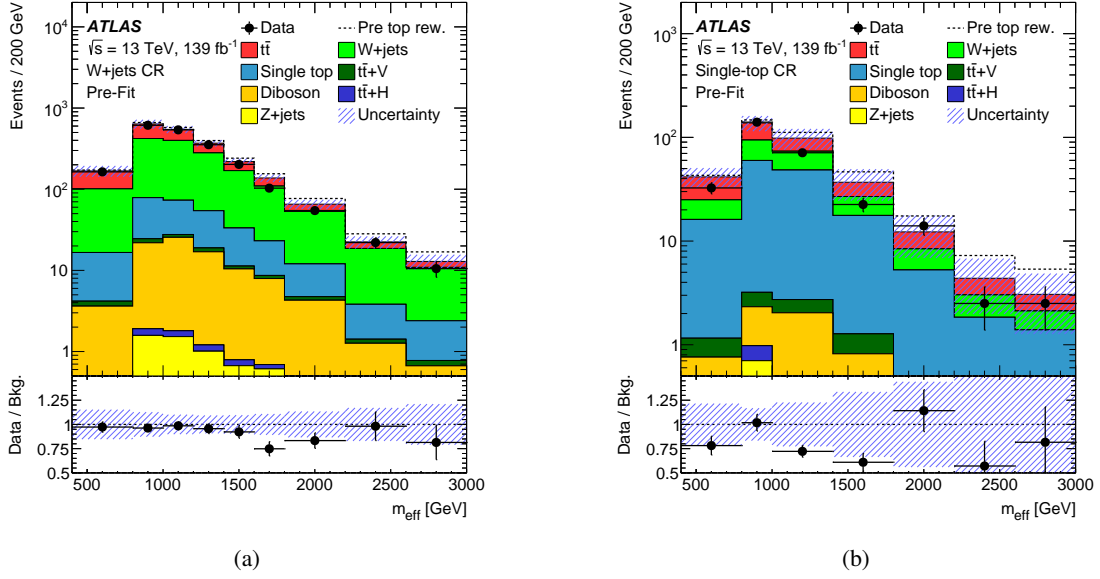 ATLAS
√s = 13 TeV, 139 fb⁻¹
W+jets CR
Pre-Fit
Data
tt̄
Single top
Diboson
Z+jets
Pre top rew.
W+jets
tt̄+V
tt̄+H
Uncertainty
Events / 200 GeV
10⁴
10³
10²
10
1
Data / Bkg.
1.25
1
0.75
0.5
500 1000 1500 2000 2500 3000
m_eff [GeV]
(a)
ATLAS
√s = 13 TeV, 139 fb⁻¹
Single-top CR
Pre-Fit
Data
tt̄
Single top
Diboson
Z+jets
Pre top rew.
W+jets
tt̄+V
tt̄+H
Uncertainty
Events / 200 GeV
10³
10²
10
1
Data / Bkg.
1.25
1
0.75
0.5
500 1000 1500 2000 2500 3000
m_eff [GeV]
(b)